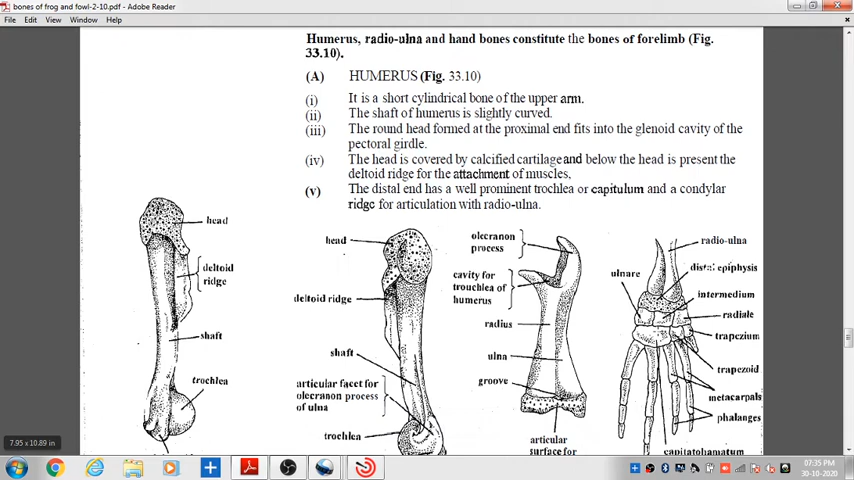 bones of frog and fowl-2-10.pdf - Adobe Reader
File Edit View Window Help
Humerus, radio-ulna and hand bones constitute the bones of forelimb (Fig.
33.10).
(A) HUMERUS (Fig. 33.10)
(i) It is a short cylindrical bone of the upper arm.
(ii) The shaft of humerus is slightly curved.
(iii) The round head formed at the proximal end fits into the glenoid cavity of the
pectoral girdle.
(iv) The head is covered by calcified cartilage and below the head is present the
deltoid ridge for the attachment of muscles,
(v) The distal end has a well prominent trochlea or capitulum and a condylar
ridge for articulation with radio-ulna.
head
deltoid
ridge
shaft
trochlea
head
deltoid ridge
shaft
articular facet for
olecranon process
of ulna
trochlea
olecranon
process
cavity for
trouchlea of
humerus
radius
ulna
groove
articular
surface for
radio-ulna
distal epiphysis
ulnare
intermedium
radiale
trapezium
trapezoid
metacarpals
phalanges
capitatohamatum
7.95 x 10.89 in
07:35 PM
30-10-2020